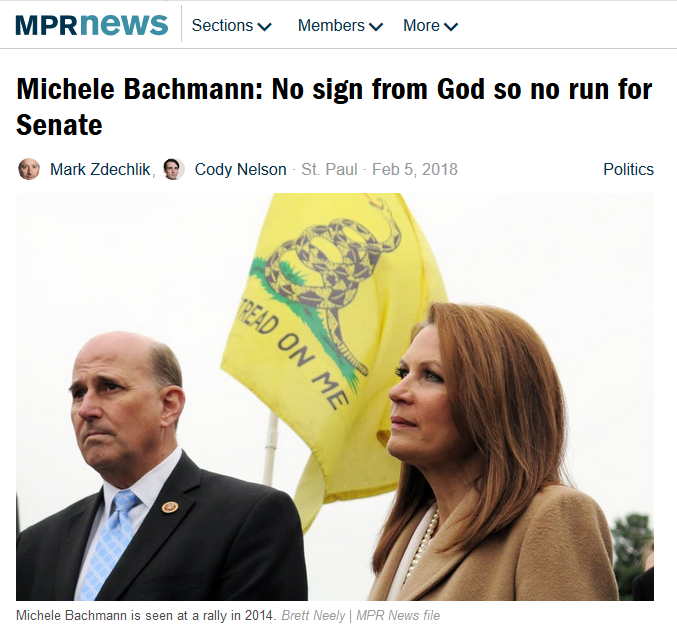 MPRnews Sections Members More
Michele Bachmann: No sign from God so no run for
Senate
Mark Zdechlik, Cody Nelson · St. Paul · Feb 5, 2018 Politics
TREAD ON ME
Michele Bachmann is seen at a rally in 2014. Brett Neely | MPR News file